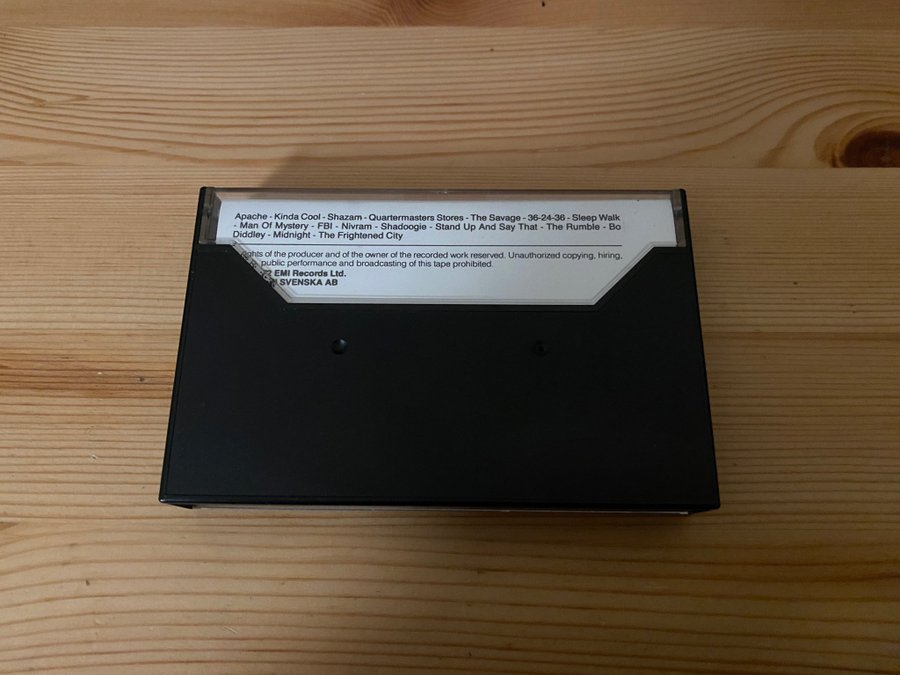 Apache - Kinda Cool - Shazam - Quartermasters Stores - The Savage - 36-24-36 - Sleep Walk
- Man Of Mystery - FBI - Nivram - Shadoogie - Stand Up And Say That - The Rumble - Bo
Diddley - Midnight - The Frightened City
of the producer and of the owner of the recorded work reserved. Unauthorized copying, hiring,
public performance and broadcasting of this tape prohibited.
EMI Records Ltd.
SVENSKA AB